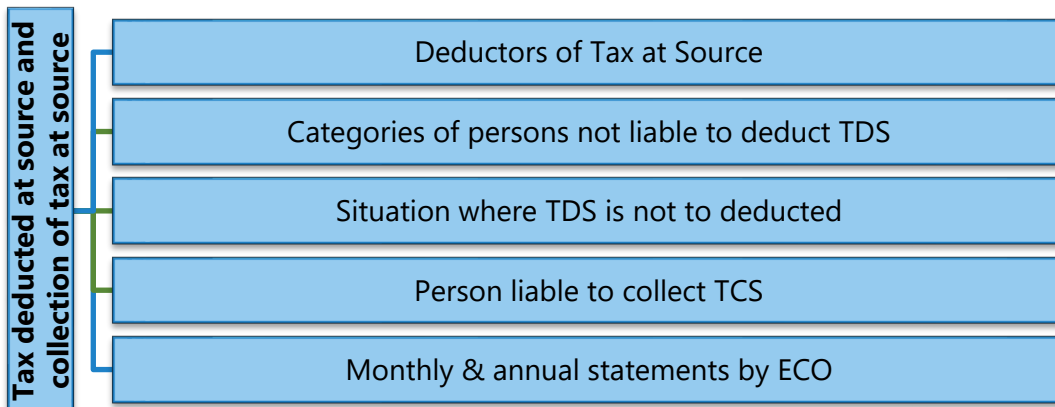 Tax deducted at source and
collection of tax at source
Deductors of Tax at Source
Categories of persons not liable to deduct TDS
Situation where TDS is not to deducted
Person liable to collect TCS
Monthly & annual statements by ECO